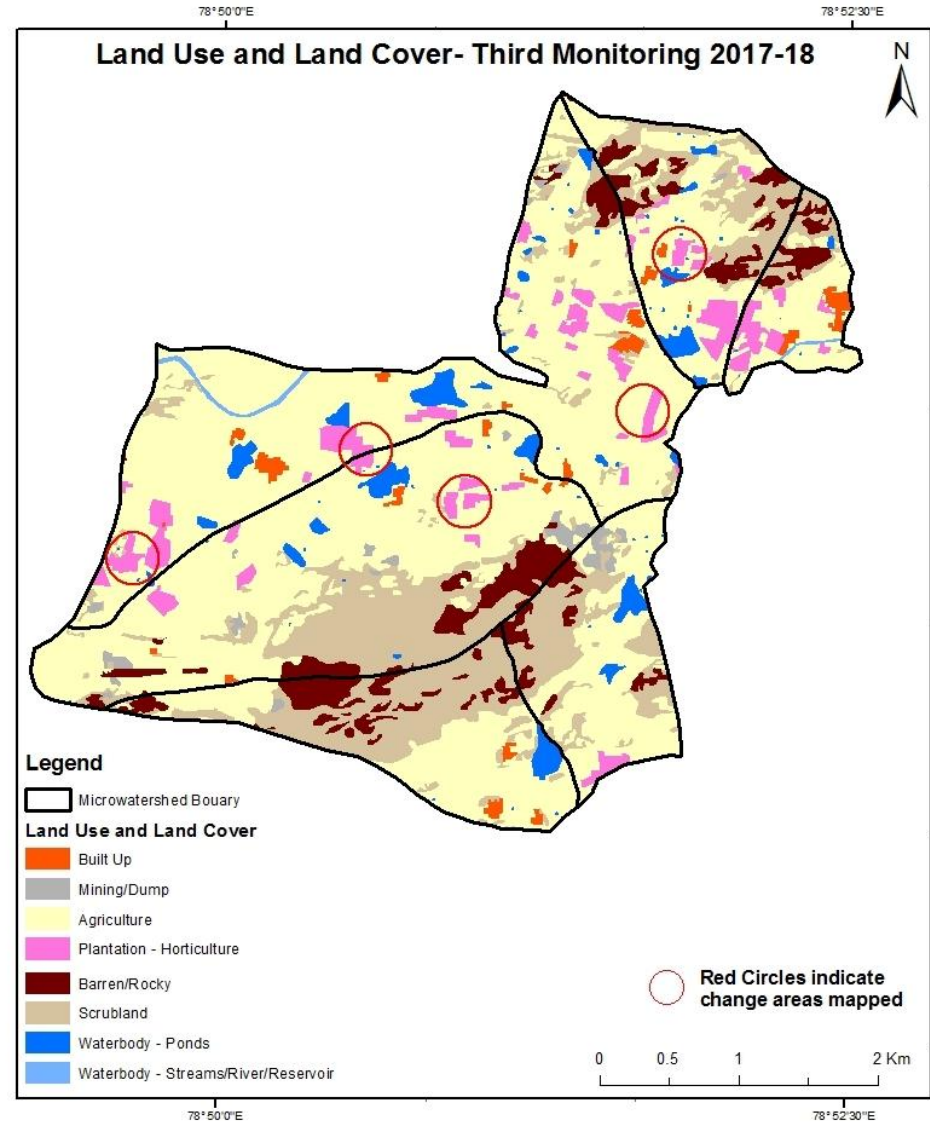 78°50'0"E 78°52'30"E
Land Use and Land Cover- Third Monitoring 2017-18
N
Legend
Microwatershed Bouary
Land Use and Land Cover
Built Up
Mining/Dump
Agriculture
Plantation - Horticulture
Barren/Rocky
Scrubland
Waterbody - Ponds
Waterbody - Streams/River/Reservoir
Red Circles indicate
change areas mapped
0 0.5 1 2 Km
78°50'0"E 78°52'30"E